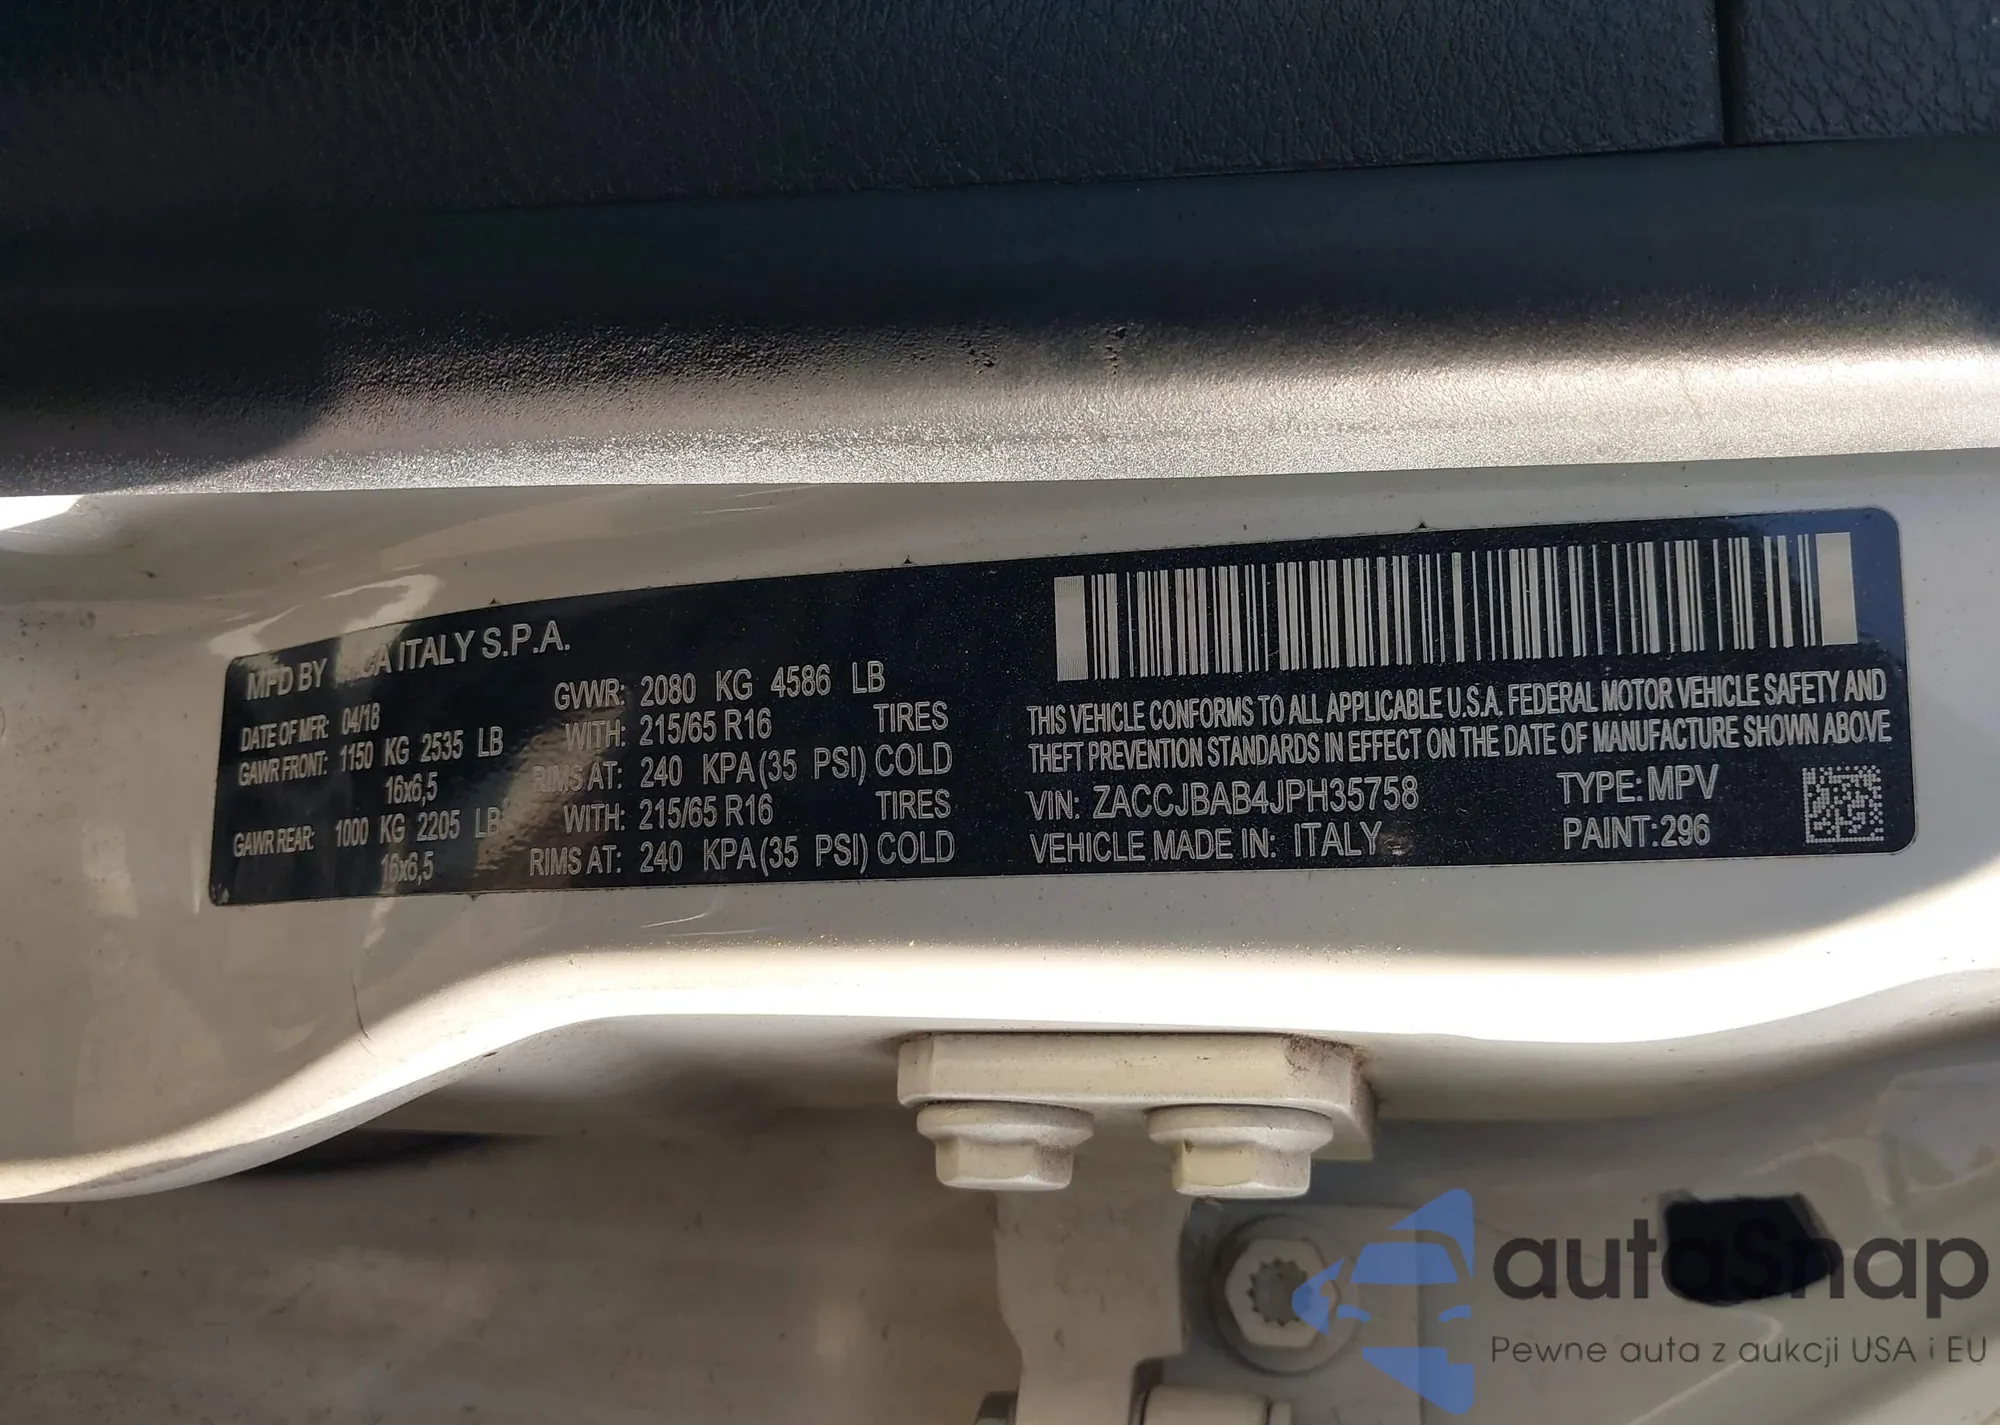 MFD BY FCA ITALY S.P.A.
DATE OF MFR: 04/18 GVWR: 2080 KG 4586 LB
GAWR FRONT: 1150 KG 2535 LB WITH: 215/65 R16 TIRES
16x6,5 RIMS AT: 240 KPA(35 PSI) COLD
GAWR REAR: 1000 KG 2205 LB WITH: 215/65 R16 TIRES
16x6,5 RIMS AT: 240 KPA(35 PSI) COLD
THIS VEHICLE CONFORMS TO ALL APPLICABLE U.S.A. FEDERAL MOTOR VEHICLE SAFETY AND
THEFT PREVENTION STANDARDS IN EFFECT ON THE DATE OF MANUFACTURE SHOWN ABOVE
VIN: ZACCJBAB4JPH35758 TYPE: MPV
VEHICLE MADE IN: ITALY PAINT: 296
autoSnap
Pewne auta z aukcji USA i EU